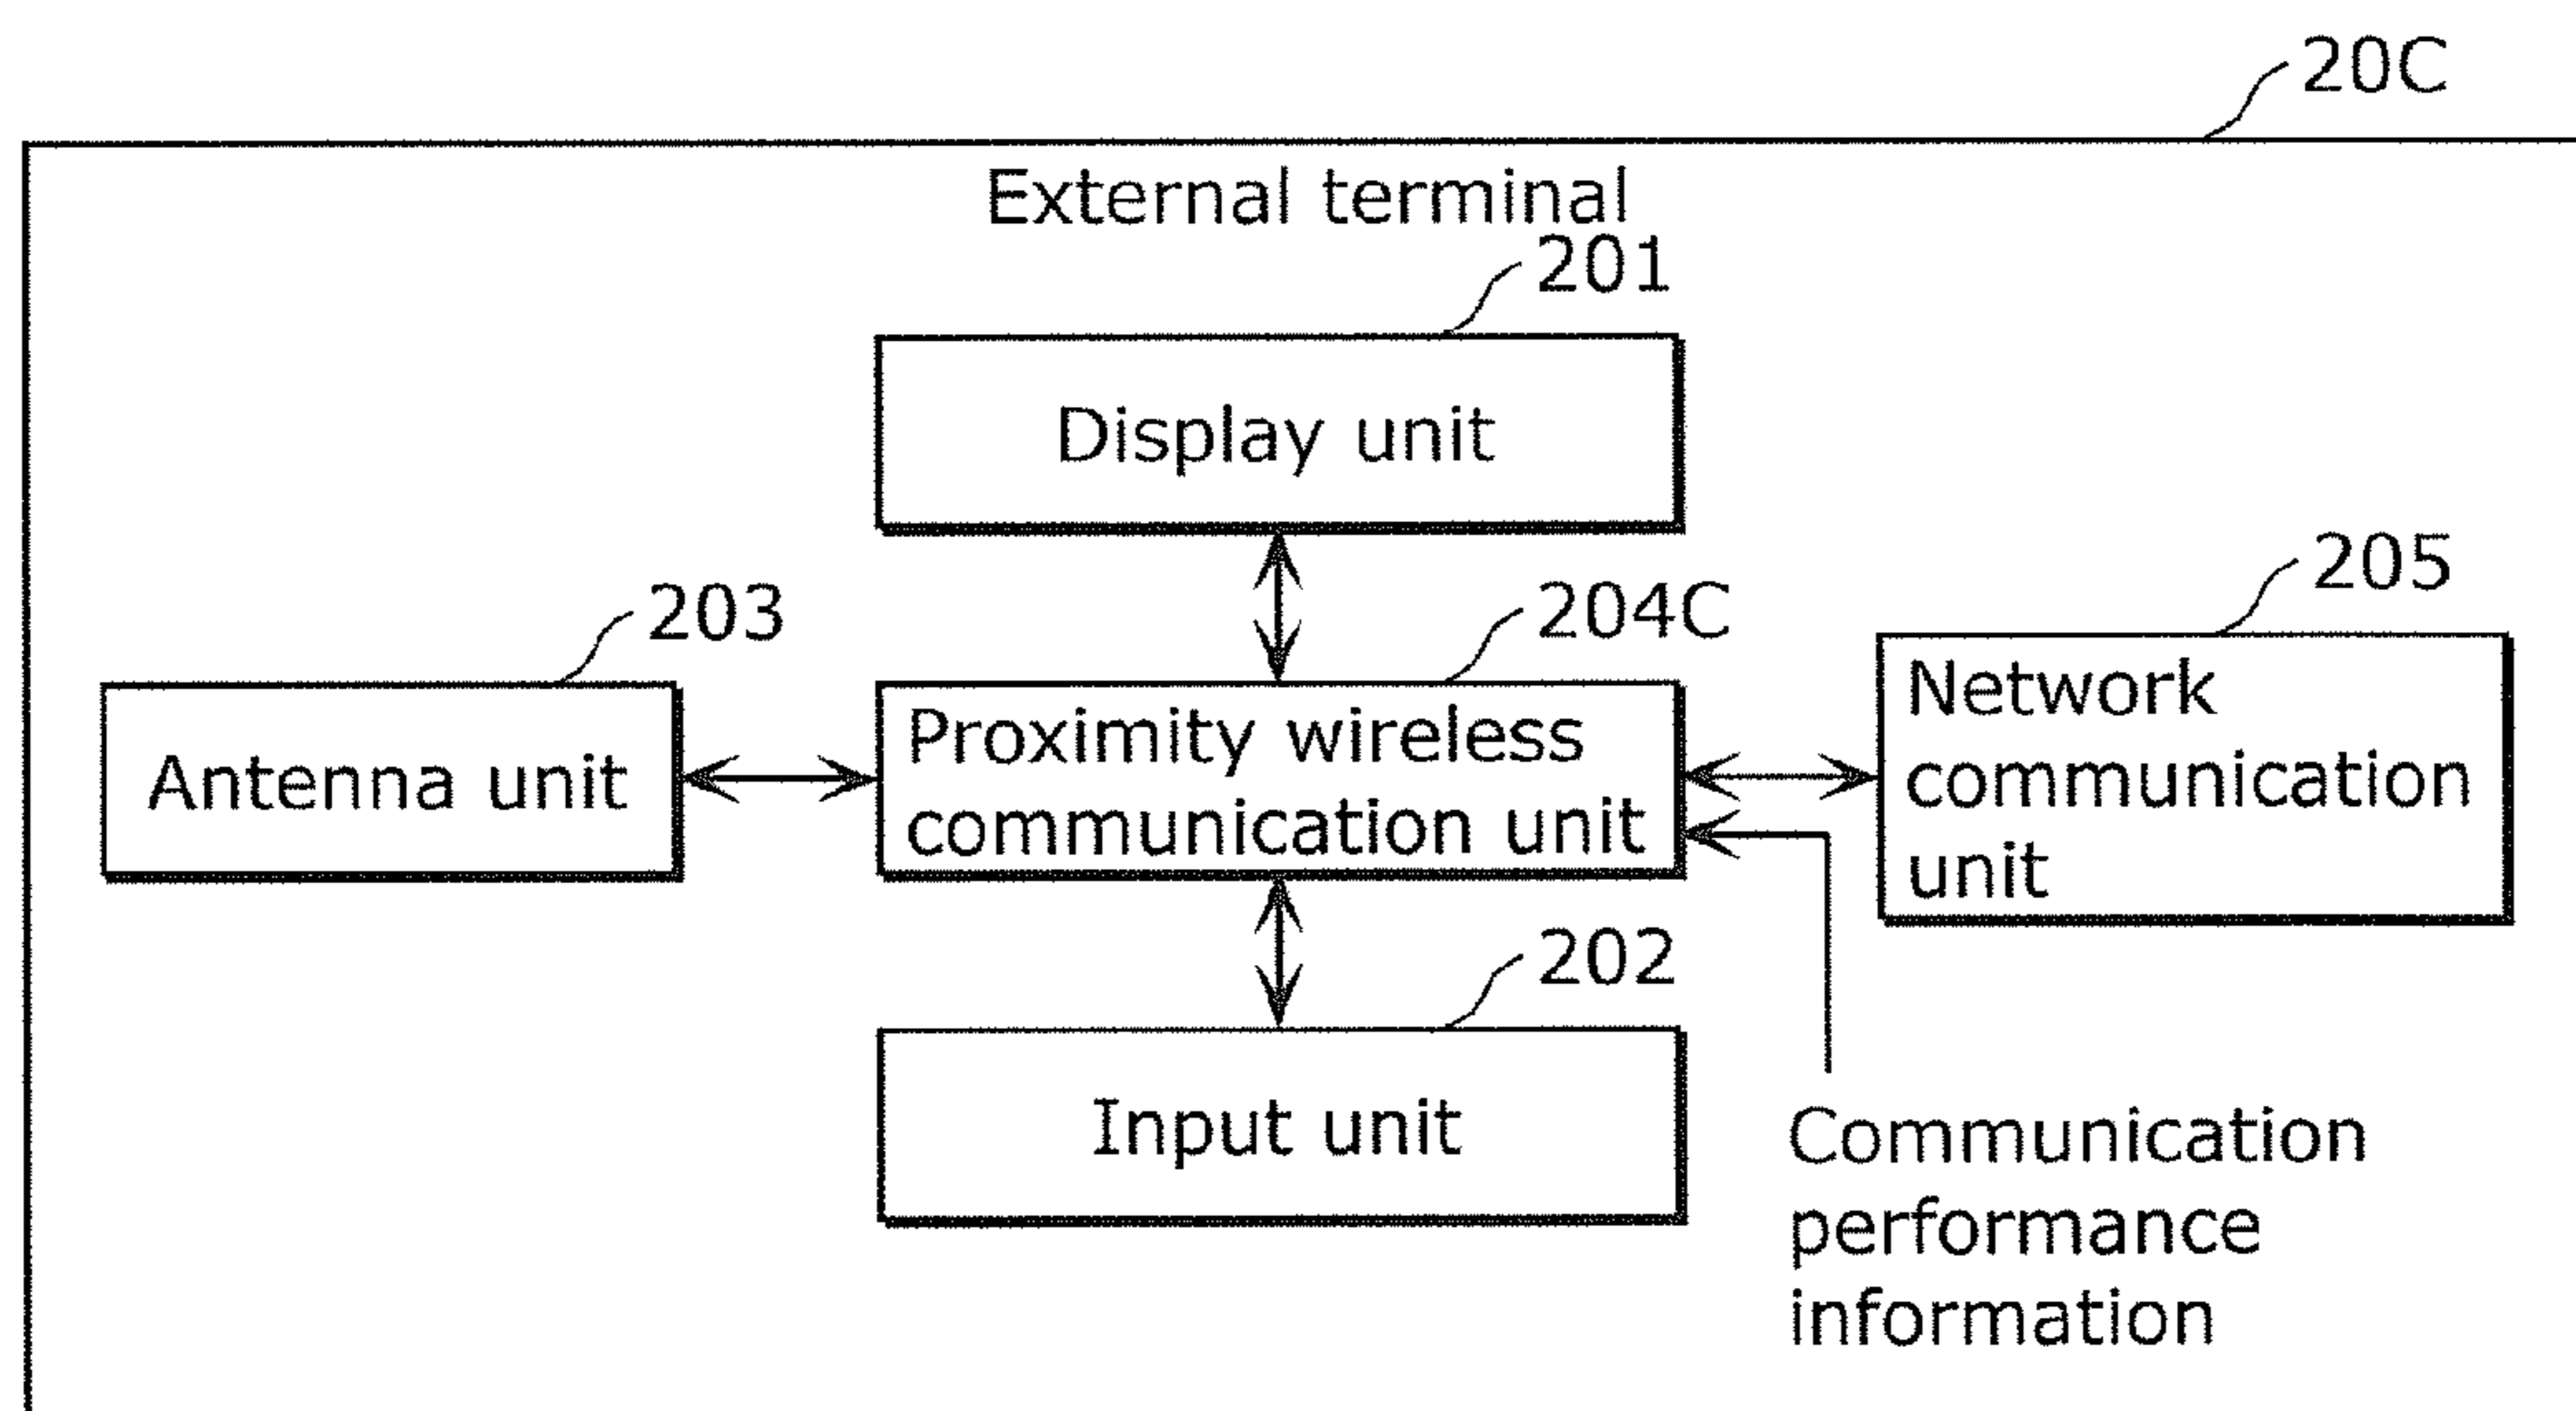 20C
External terminal
201
Display unit
203
204C
205
Antenna unit
Proximity wireless
communication unit
Network
communication
unit
202
Input unit
Communication
performance
information